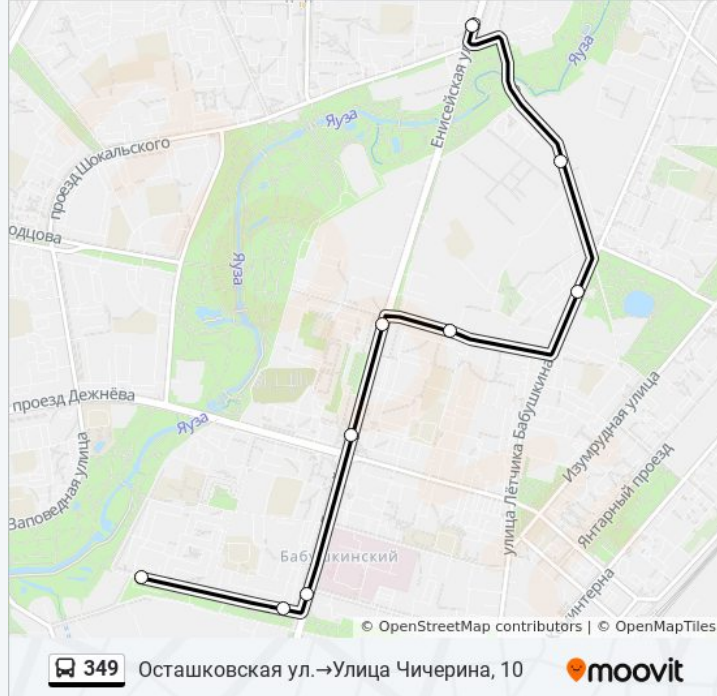 Яуза
Енисейская ул
Яуза
проезд Шокальского
одцова
Яуза
проезд Дежнёва
Яуза
Заповедная улица
улица Лётчика Бабушкина
Изумрудная улица
Янтарный проезд
Бабушкинский
© OpenStreetMap contributors | © OpenMapTiles
349 Осташковская ул.→Улица Чичерина, 10 moovit